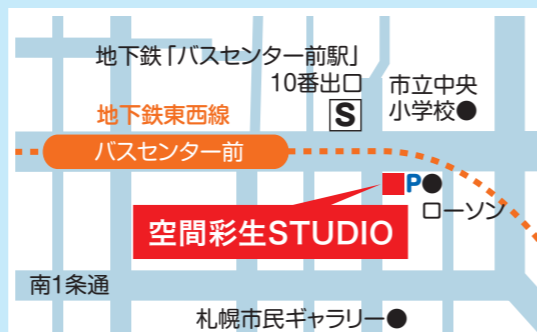 地下鉄「バスセンター前駅」
10番出口
S
市立中央
小学校●
地下鉄東西線
バスセンター前
P●
ローソン
空間彩生STUDIO
南1条通
札幌市民ギャラリー●